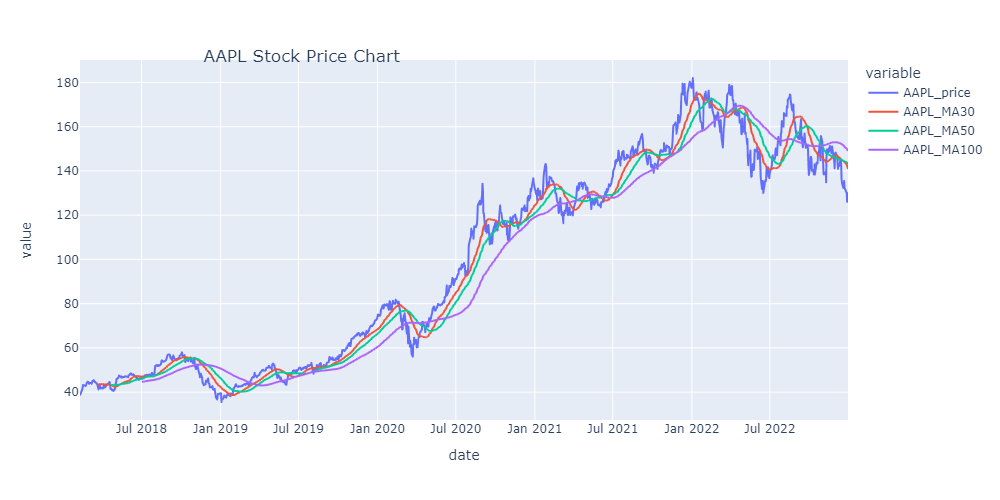 AAPL Stock Price Chart
variable
AAPL_price
AAPL_MA30
AAPL_MA50
AAPL_MA100
value
180
160
140
120
100
80
60
40
Jul 2018 Jan 2019 Jul 2019 Jan 2020 Jul 2020 Jan 2021 Jul 2021 Jan 2022 Jul 2022
date